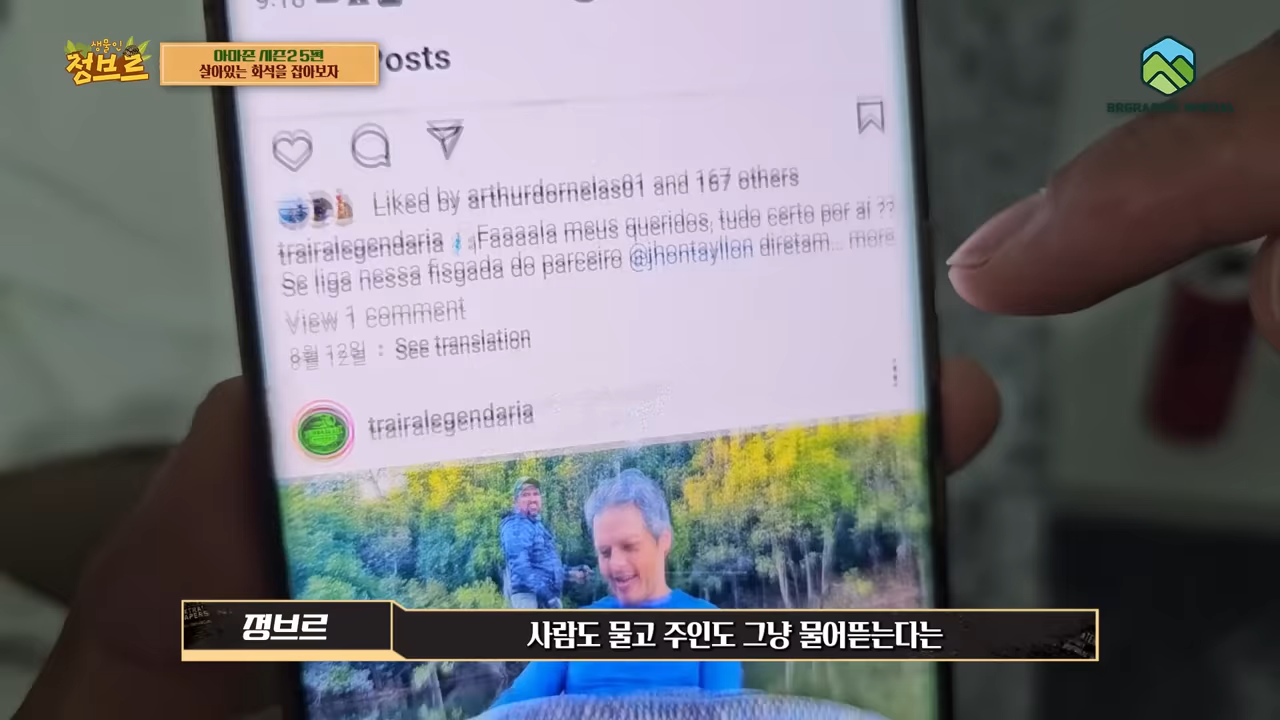 생물인
정브르
아마존 시즌2 5편
살아있는 화석을 잡아보자
9:18
Posts
Liked by arthurdornelas01 and 167 others
trairalegendaria Faaaala meus queridos, tudo certo por ai ??
Se liga nessa fisgada do parceiro @jhontayllon diretam... more
View 1 comment
8월 12일 · See translation
trairalegendaria
정브르
사람도 물고 주인도 그냥 물어뜯는다는